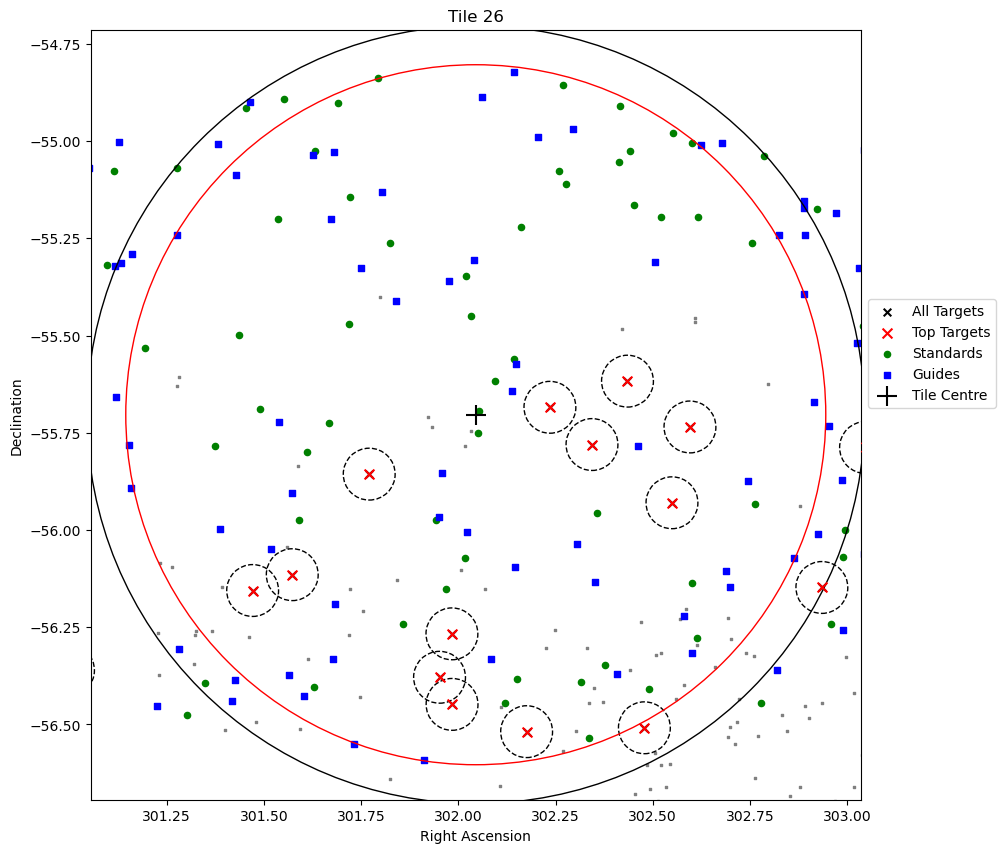 Tile 26
−54.75
−55.00
−55.25
−55.50
−55.75
−56.00
−56.25
−56.50
Declination
301.25 301.50 301.75 302.00 302.25 302.50 302.75 303.00
Right Ascension
All Targets
Top Targets
Standards
Guides
Tile Centre